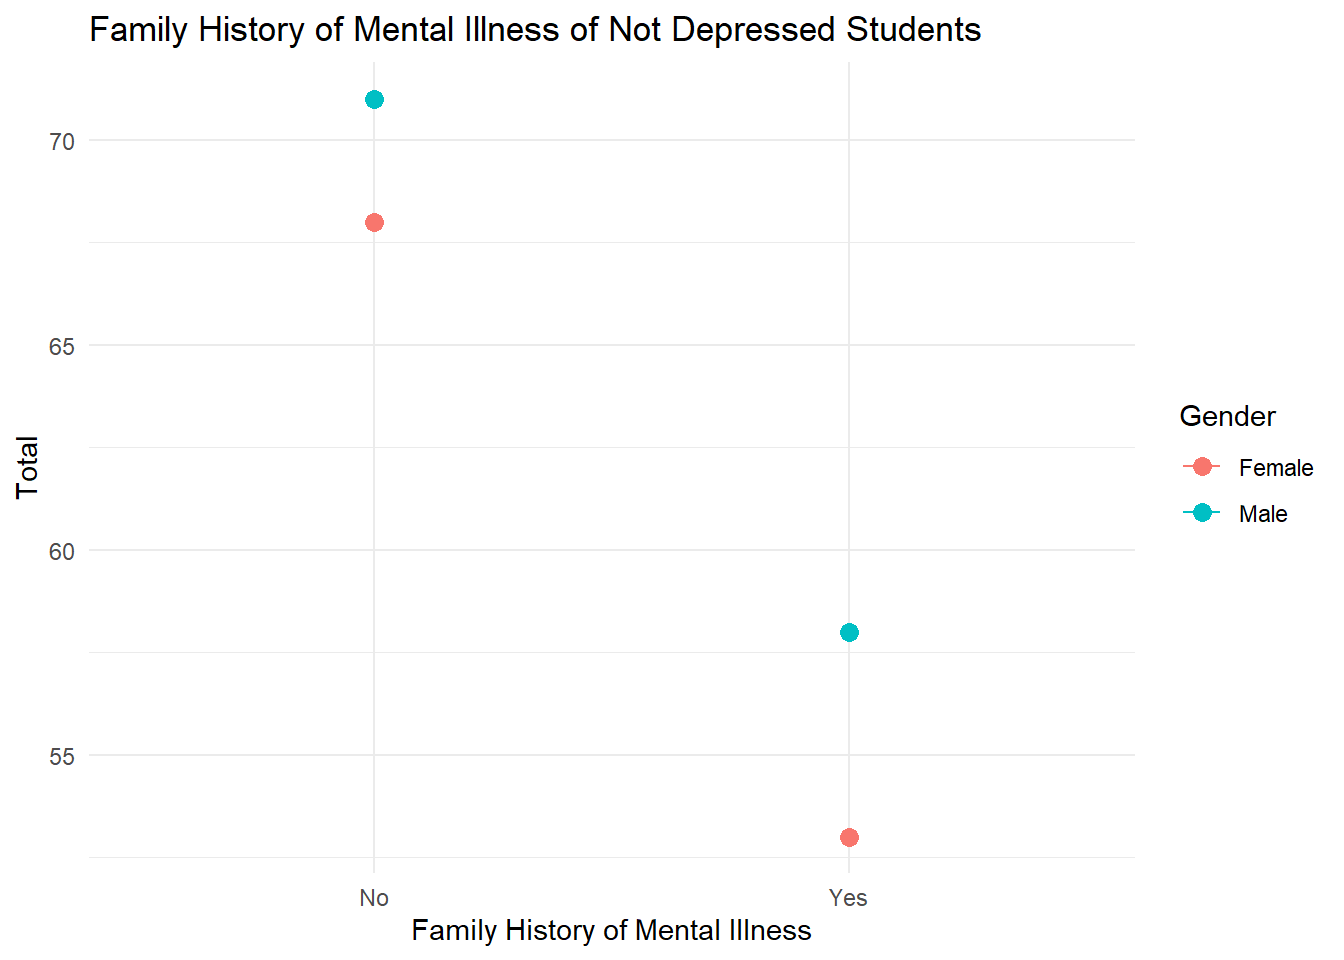 Family History of Mental Illness of Not Depressed Students
70
65
60
55
Total
No
Yes
Family History of Mental Illness
Gender
Female
Male